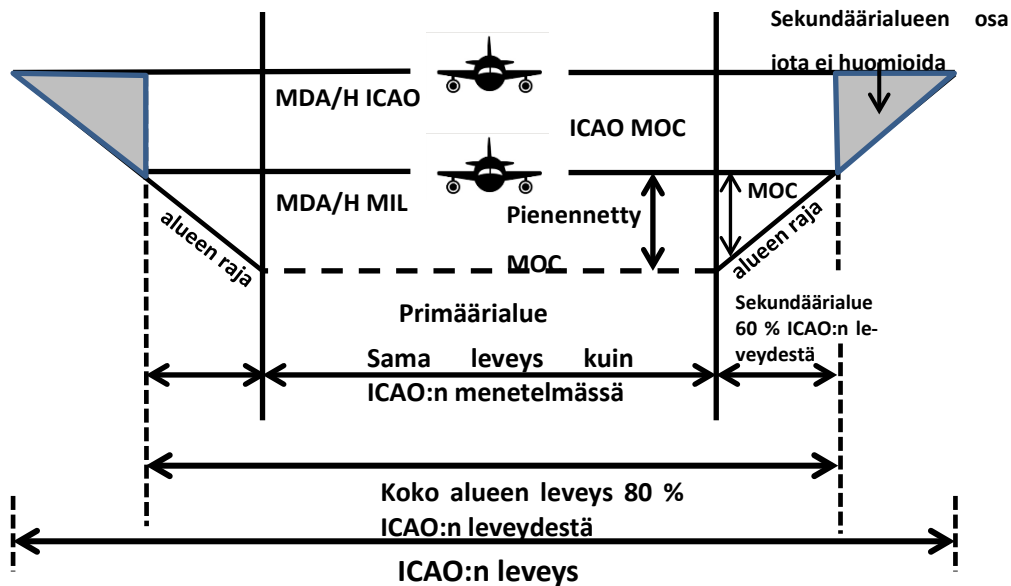 Sekundäärialueen osa
jota ei huomioida
MDA/H ICAO
ICAO MOC
MDA/H MIL
MOC
Pienennetty
MOC
alueen raja
alueen raja
Primäärialue
Sekundäärialue
60 % ICAO:n le-
veydestä
Sama leveys kuin
ICAO:n menetelmässä
Koko alueen leveys 80 %
ICAO:n leveydestä
ICAO:n leveys